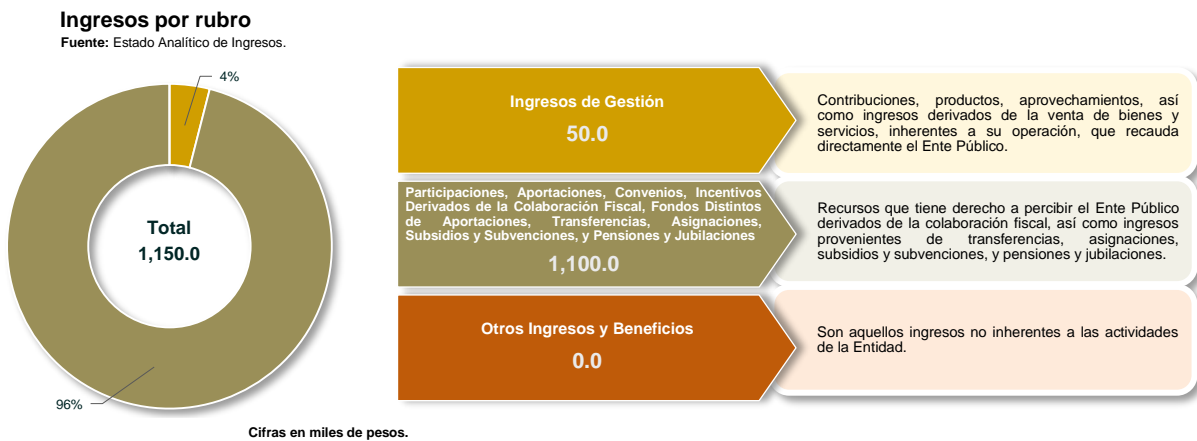 Ingresos por rubro
Fuente: Estado Analítico de Ingresos.
4%
Total
1,150.0
96%
Ingresos de Gestión
50.0
Contribuciones, productos, aprovechamientos, así
como ingresos derivados de la venta de bienes y
servicios, inherentes a su operación, que recauda
directamente el Ente Público.
Participaciones, Aportaciones, Convenios, Incentivos
Derivados de la Colaboración Fiscal, Fondos Distintos
de Aportaciones, Transferencias, Asignaciones,
Subsidios y Subvenciones, y Pensiones y Jubilaciones
1,100.0
Recursos que tiene derecho a percibir el Ente Público
derivados de la colaboración fiscal, así como ingresos
provenientes de transferencias, asignaciones,
subsidios y subvenciones, y pensiones y jubilaciones.
Otros Ingresos y Beneficios
0.0
Son aquellos ingresos no inherentes a las actividades
de la Entidad.
Cifras en miles de pesos.